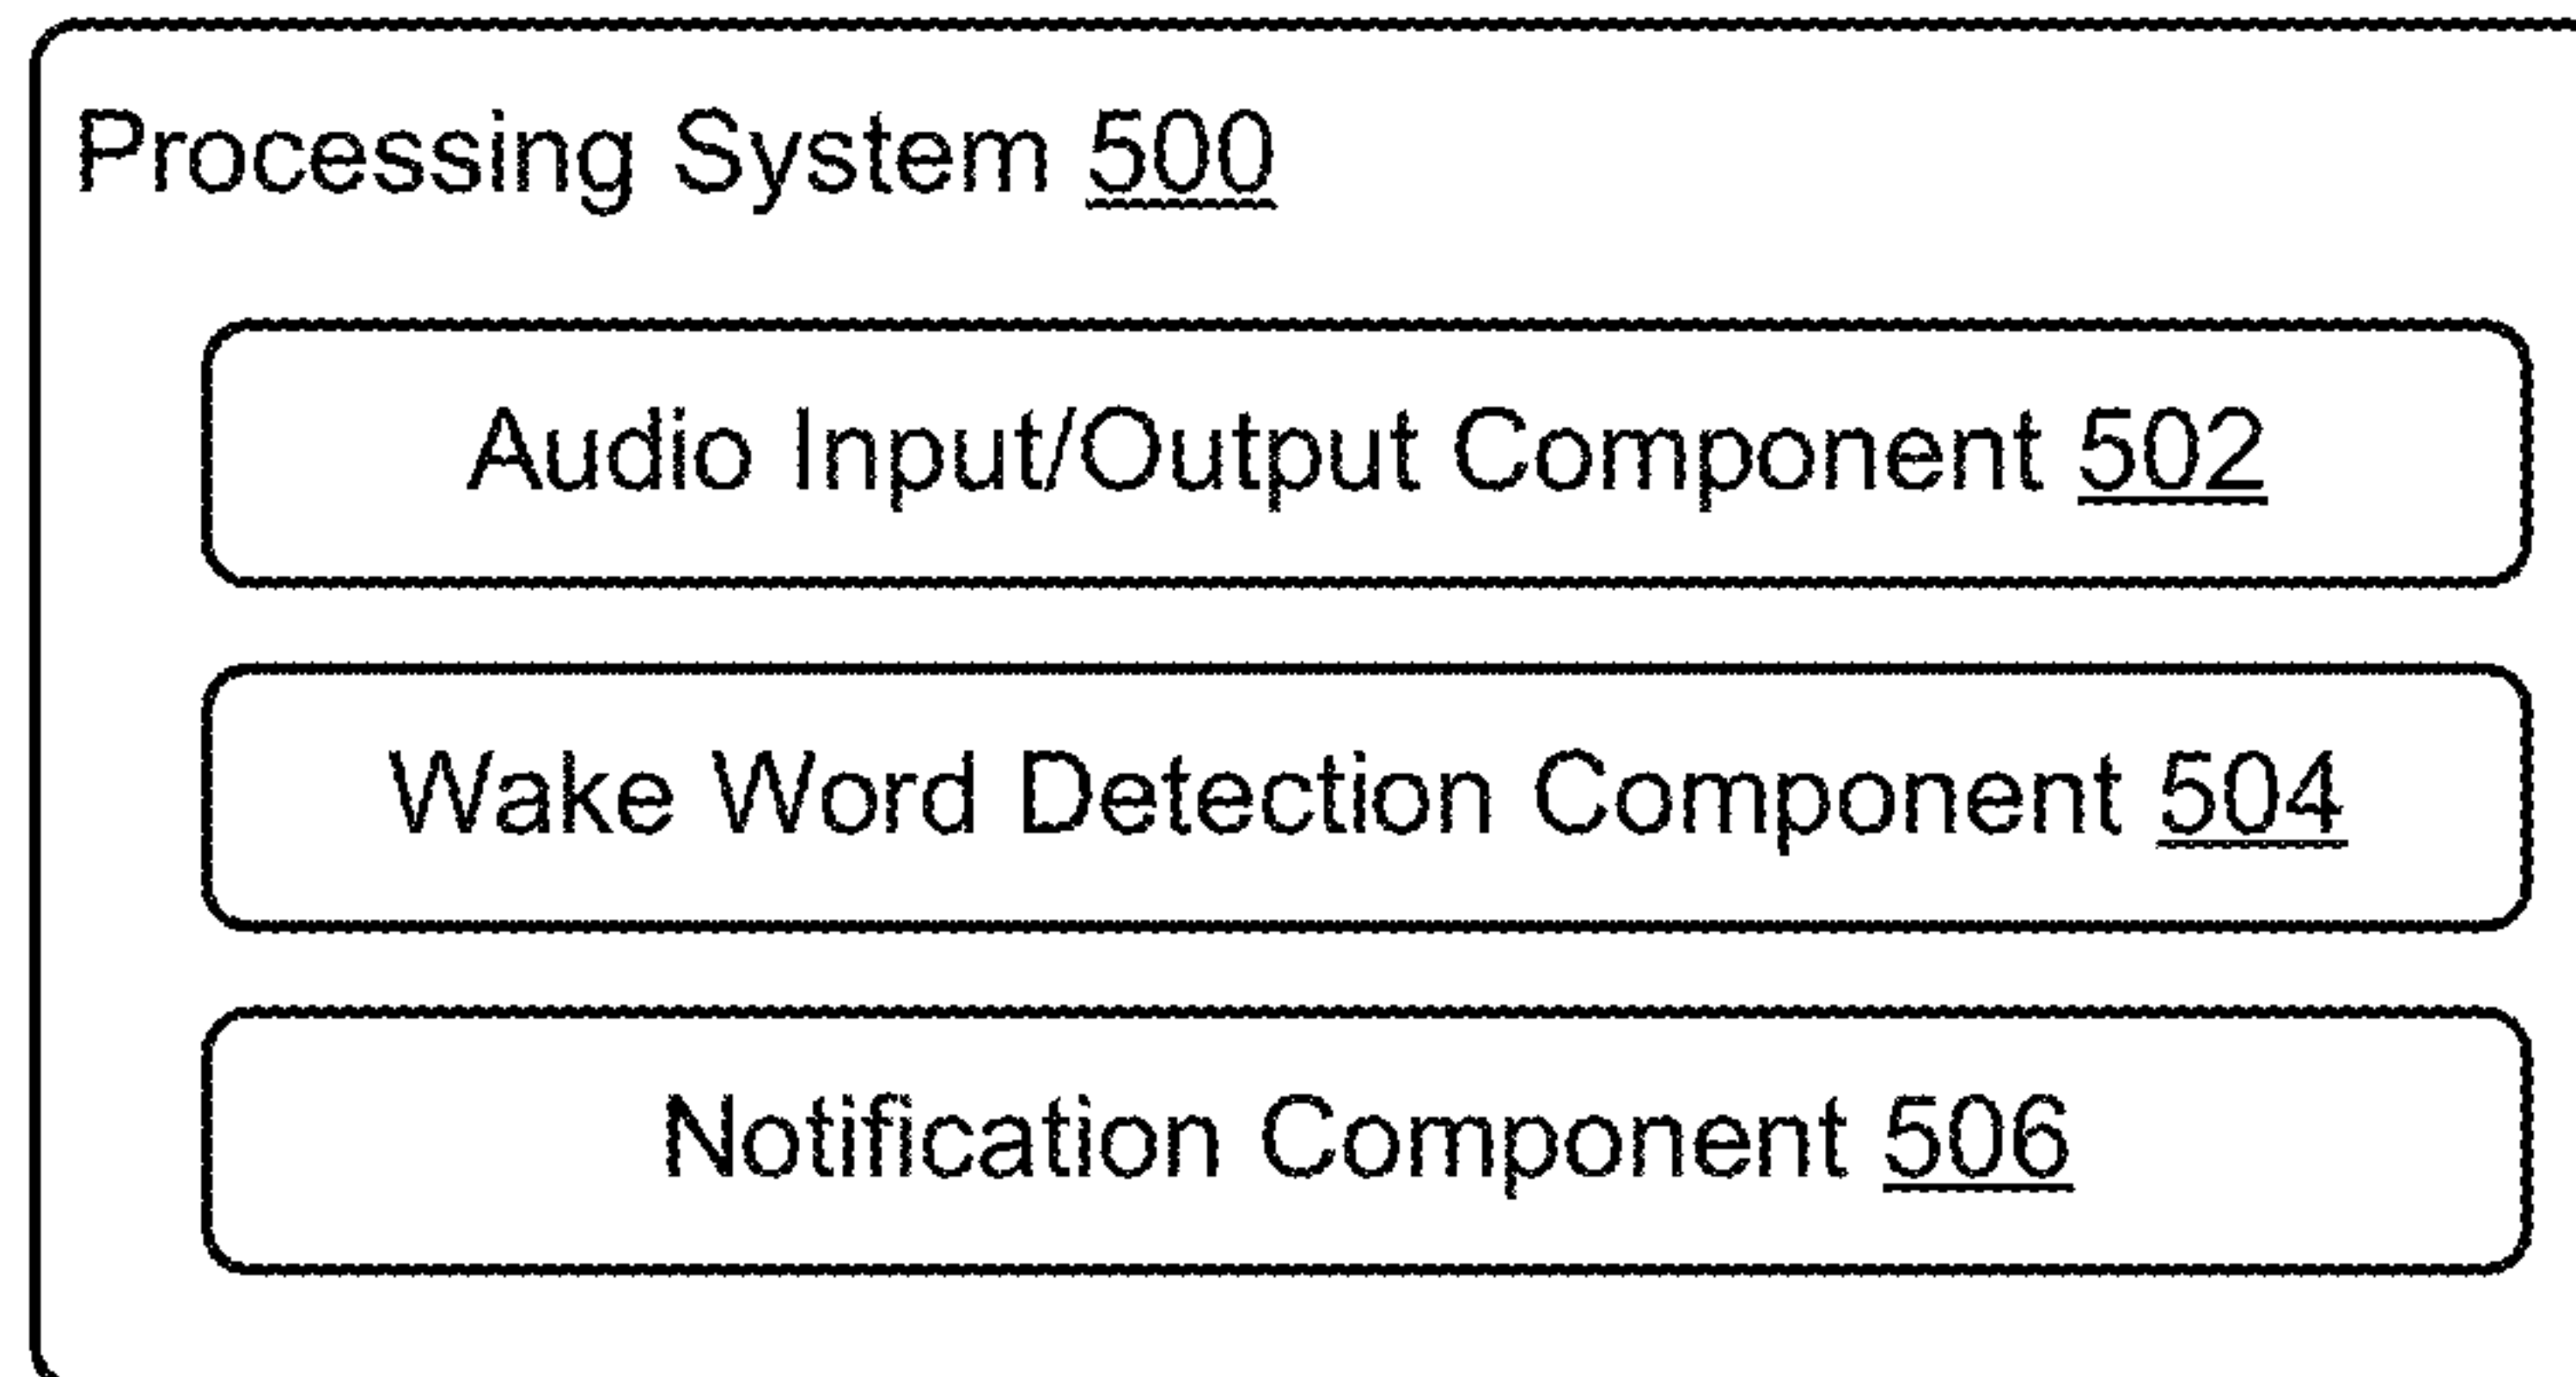 Processing System 500
Audio Input/Output Component 502
Wake Word Detection Component 504
Notification Component 506